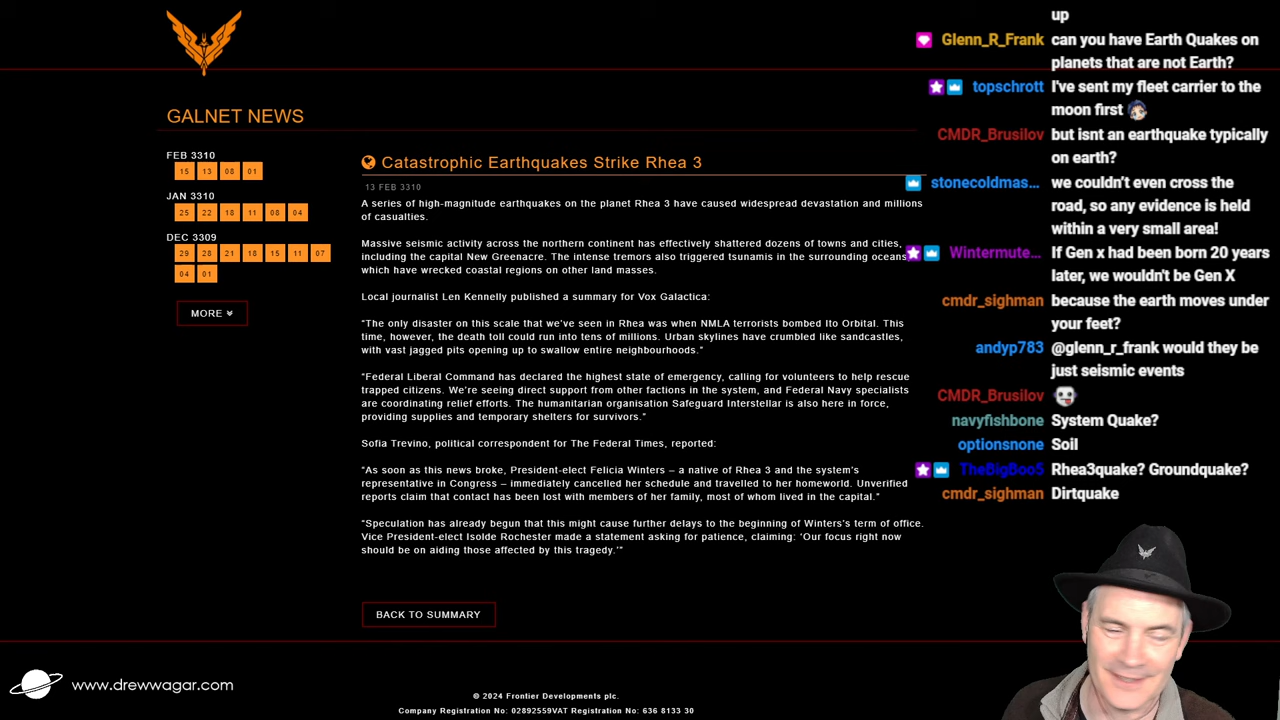 GALNET NEWS
FEB 3310
15 13 08 01
JAN 3310
25 22 18 11 08 04
DEC 3309
29 28 21 18 15 11 07
04 01
MORE
Catastrophic Earthquakes Strike Rhea 3
13 FEB 3310
A series of high-magnitude earthquakes on the planet Rhea 3 have caused widespread devastation and millions
of casualties.
Massive seismic activity across the northern continent has effectively shattered dozens of towns and cities,
including the capital New Greenacre. The intense tremors also triggered tsunamis in the surrounding oceans
which have wrecked coastal regions on other land masses.
Local journalist Len Kennelly published a summary for Vox Galactica:
“The only disaster on this scale that we’ve seen in Rhea was when NMLA terrorists bombed Ito Orbital. This
time, however, the death toll could run into tens of millions. Urban skylines have crumbled like sandcastles,
with vast jagged pits opening up to swallow entire neighbourhoods.”
“Federal Liberal Command has declared the highest state of emergency, calling for volunteers to help rescue
trapped citizens. We’re seeing direct support from other factions in the system, and Federal Navy specialists
are coordinating relief efforts. The humanitarian organisation Safeguard Interstellar is also here in force,
providing supplies and temporary shelters for survivors.”
Sofia Trevino, political correspondent for The Federal Times, reported:
“As soon as this news broke, President-elect Felicia Winters – a native of Rhea 3 and the system’s
representative in Congress – immediately cancelled her schedule and travelled to her homeworld. Unverified
reports claim that contact has been lost with members of her family, most of whom lived in the capital.”
“Speculation has already begun that this might cause further delays to the beginning of Winters’s term of office.
Vice President-elect Isolde Rochester made a statement asking for patience, claiming: ‘Our focus right now
should be on aiding those affected by this tragedy.’”
BACK TO SUMMARY
up
Glenn_R_Frank can you have Earth Quakes on
planets that are not Earth?
topschrott I've sent my fleet carrier to the
moon first
CMDR_Brusilov but isnt an earthquake typically
on earth?
stonecoldmas... we couldn’t even cross the
road, so any evidence is held
within a very small area!
Wintermute... If Gen x had been born 20 years
later, we wouldn't be Gen X
cmdr_sighman because the earth moves under
your feet?
andyp783 @glenn_r_frank would they be
just seismic events
CMDR_Brusilov
navyfishbone System Quake?
optionsnone Soil
TheBigBoo5 Rhea3quake? Groundquake?
cmdr_sighman Dirtquake
www.drewwagar.com
© 2024 Frontier Developments plc.
Company Registration No: 02892559VAT Registration No: 636 8133 30